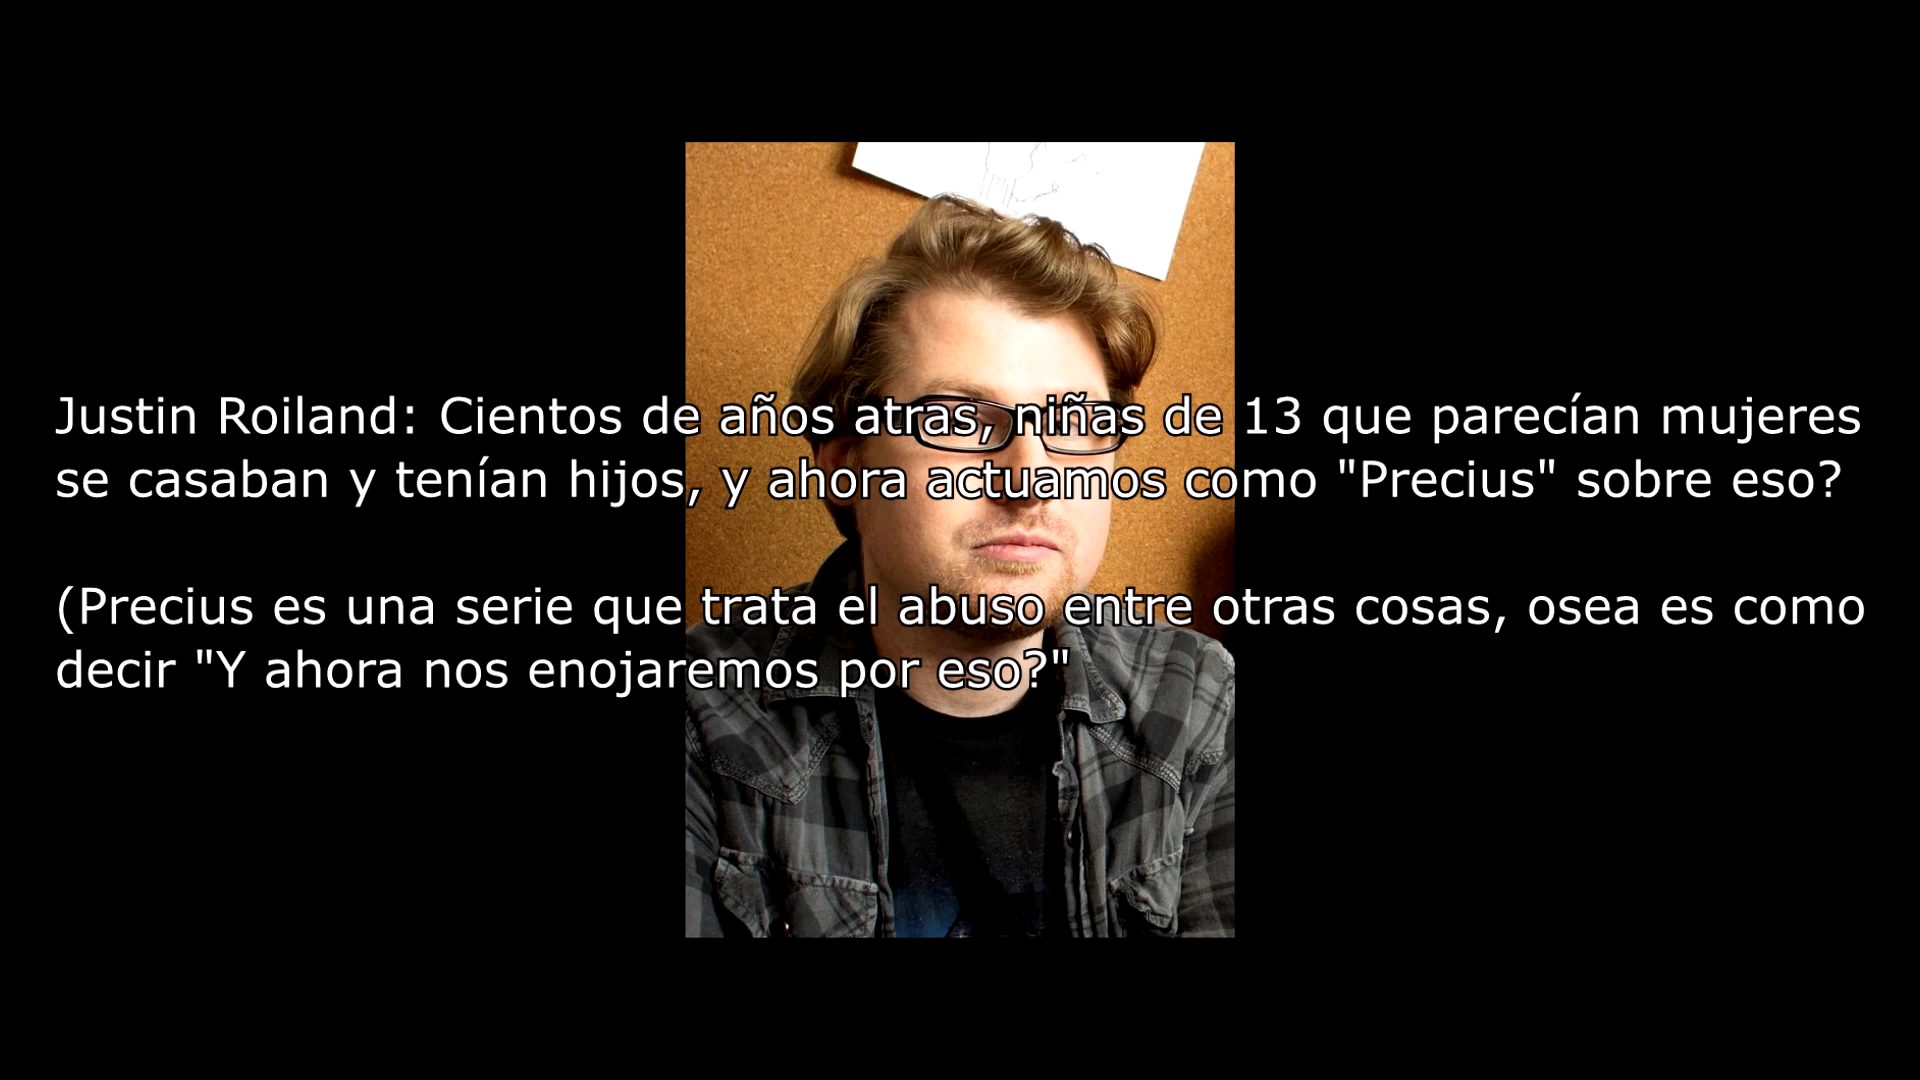 Justin Roiland: Cientos de años atras, niñas de 13 que parecían mujeres
se casaban y tenían hijos, y ahora actuamos como "Precius" sobre eso?
(Precius es una serie que trata el abuso entre otras cosas, osea es como
decir "Y ahora nos enojaremos por eso?"